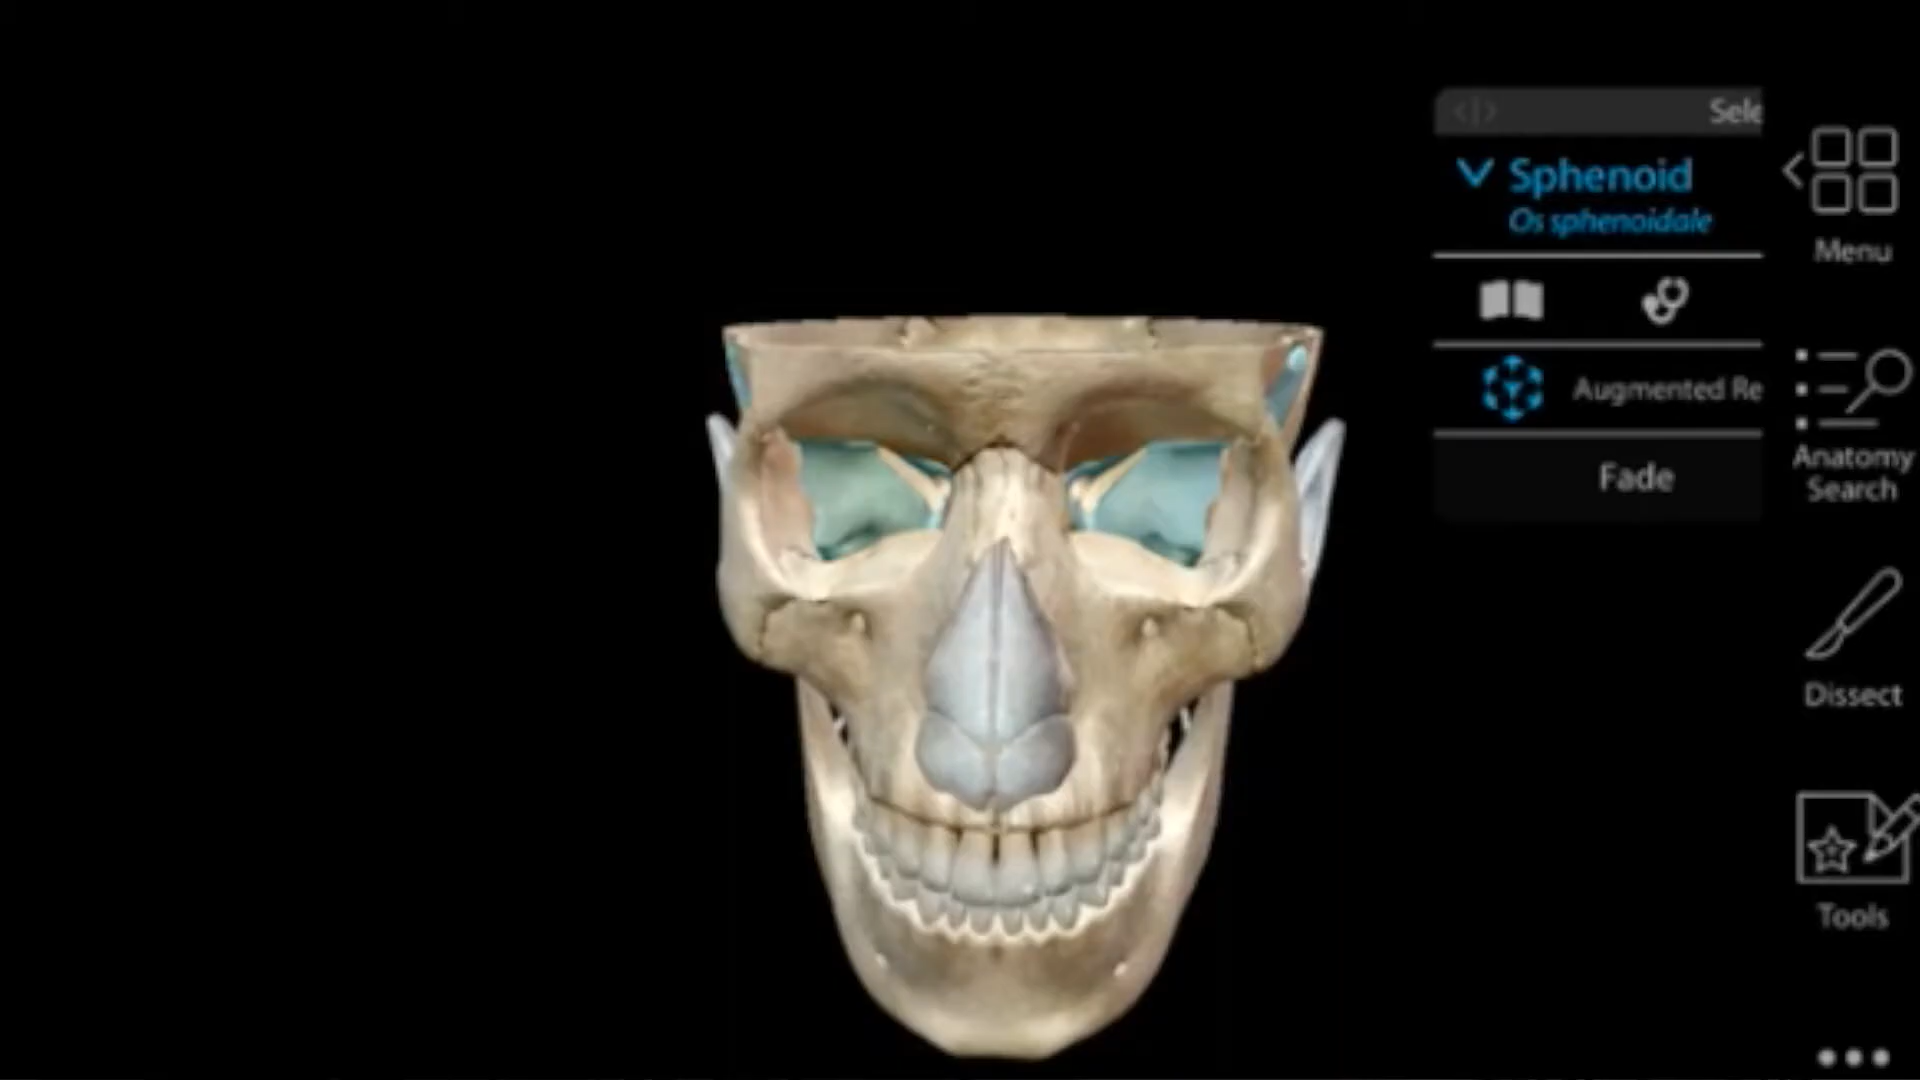 Sele
Sphenoid
Os sphenoidale
Menu
Augmented Re
Anatomy
Search
Fade
Dissect
Tools